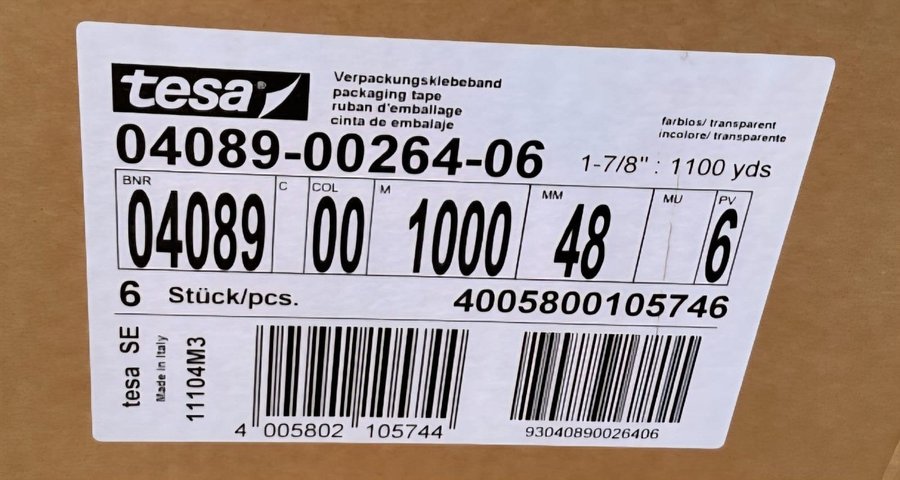 tesa®
Verpackungsklebeband
packaging tape
ruban d'emballage
cinta de embalaje
farblos/ transparent
incolore/ transparente
04089-00264-06
1-7/8" : 1100 yds
BNR C COL M MM MU PV
04089 00 1000 48 6
6 Stück/pcs.
4005800105746
tesa SE
Made in Italy
11104M3
4 005802 105744
93040890026406